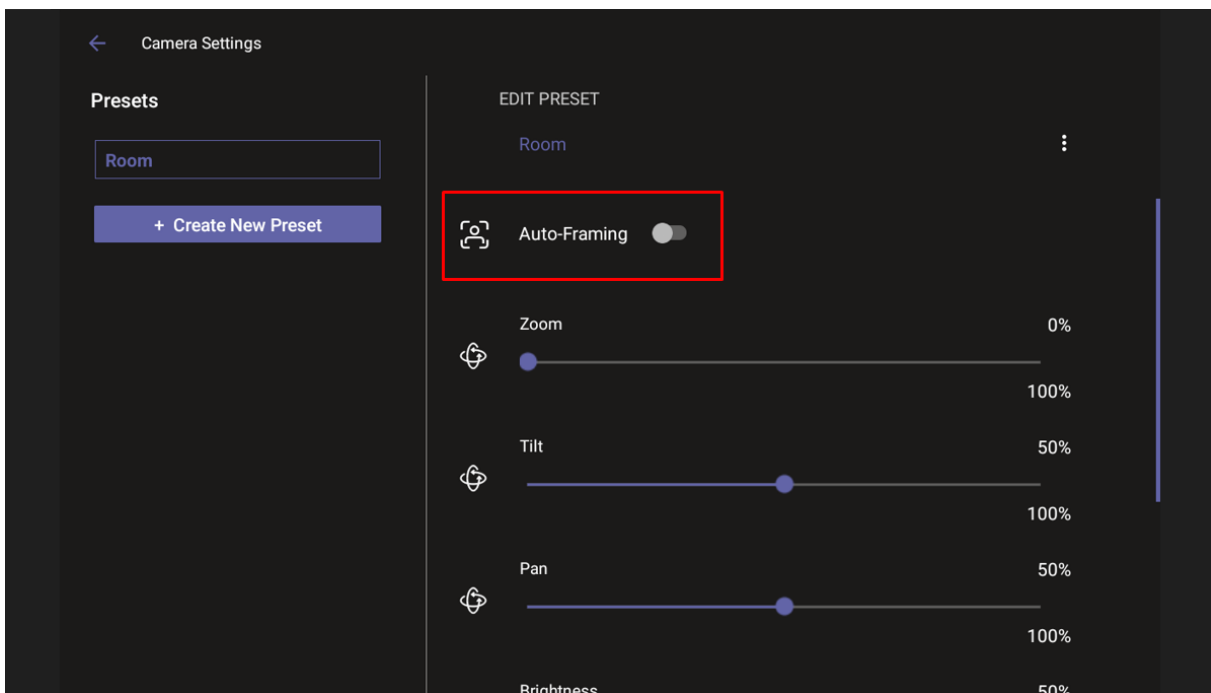 Camera Settings
Presets
Room
+ Create New Preset
EDIT PRESET
Room
Auto-Framing
Zoom
0%
100%
Tilt
50%
100%
Pan
50%
100%
Brightness
50%